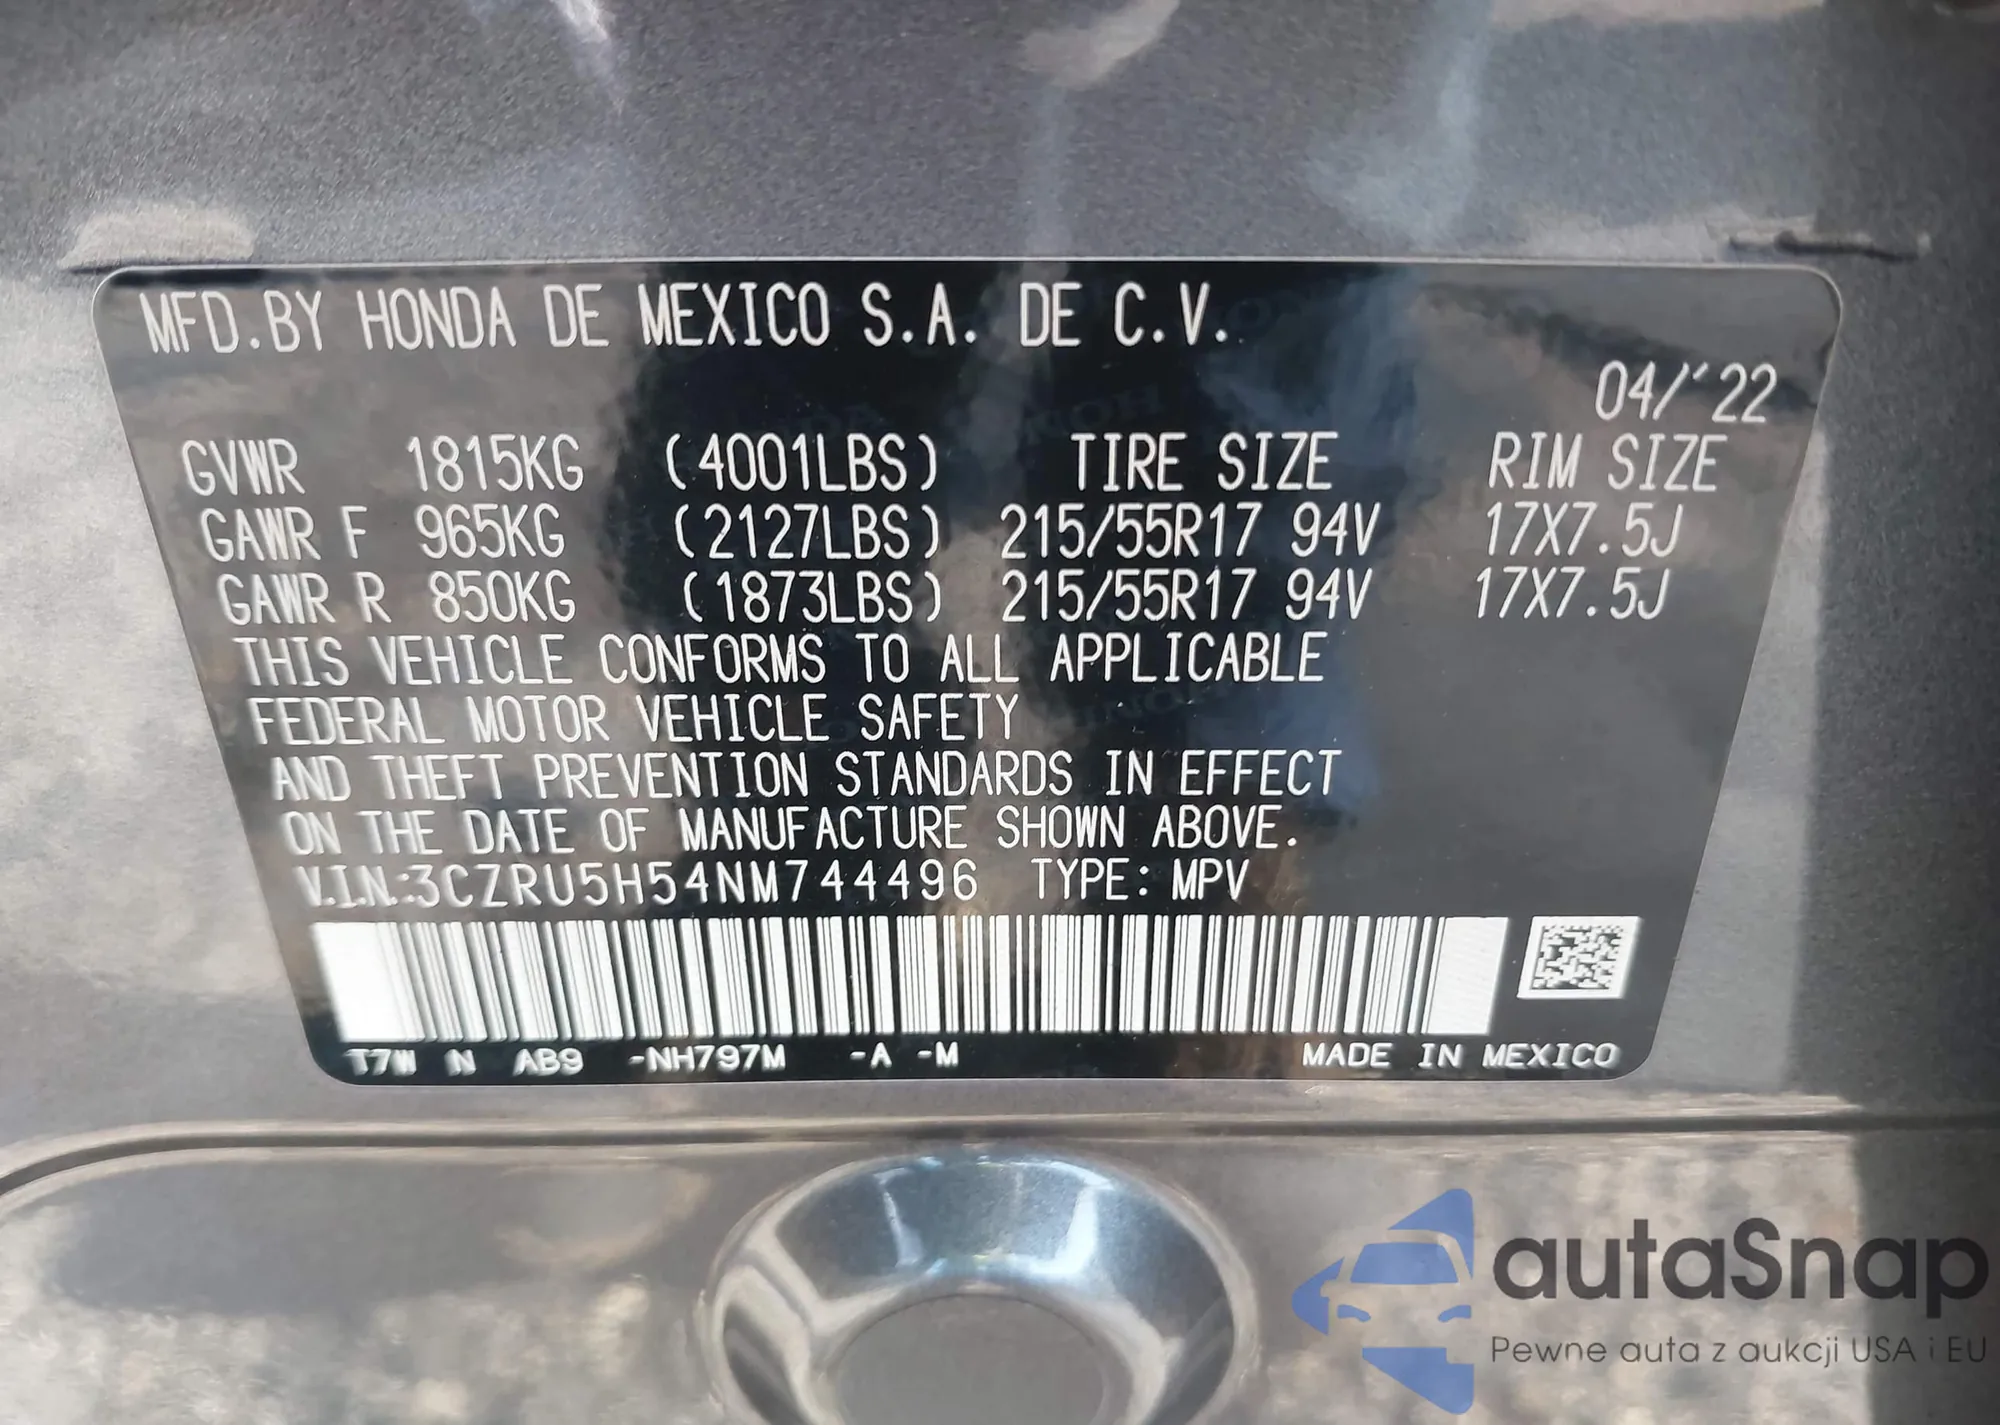 MFD.BY HONDA DE MEXICO S.A. DE C.V.
04/'22
GVWR 1815KG (4001LBS) TIRE SIZE RIM SIZE
GAWR F 965KG (2127LBS) 215/55R17 94V 17X7.5J
GAWR R 850KG (1873LBS) 215/55R17 94V 17X7.5J
THIS VEHICLE CONFORMS TO ALL APPLICABLE
FEDERAL MOTOR VEHICLE SAFETY
AND THEFT PREVENTION STANDARDS IN EFFECT
ON THE DATE OF MANUFACTURE SHOWN ABOVE.
V.I.N.:3CZRU5H54NM744496 TYPE: MPV
T7W N AB9 -NH797M -A -M MADE IN MEXICO
autaSnap
Pewne auta z aukcji USA i EU